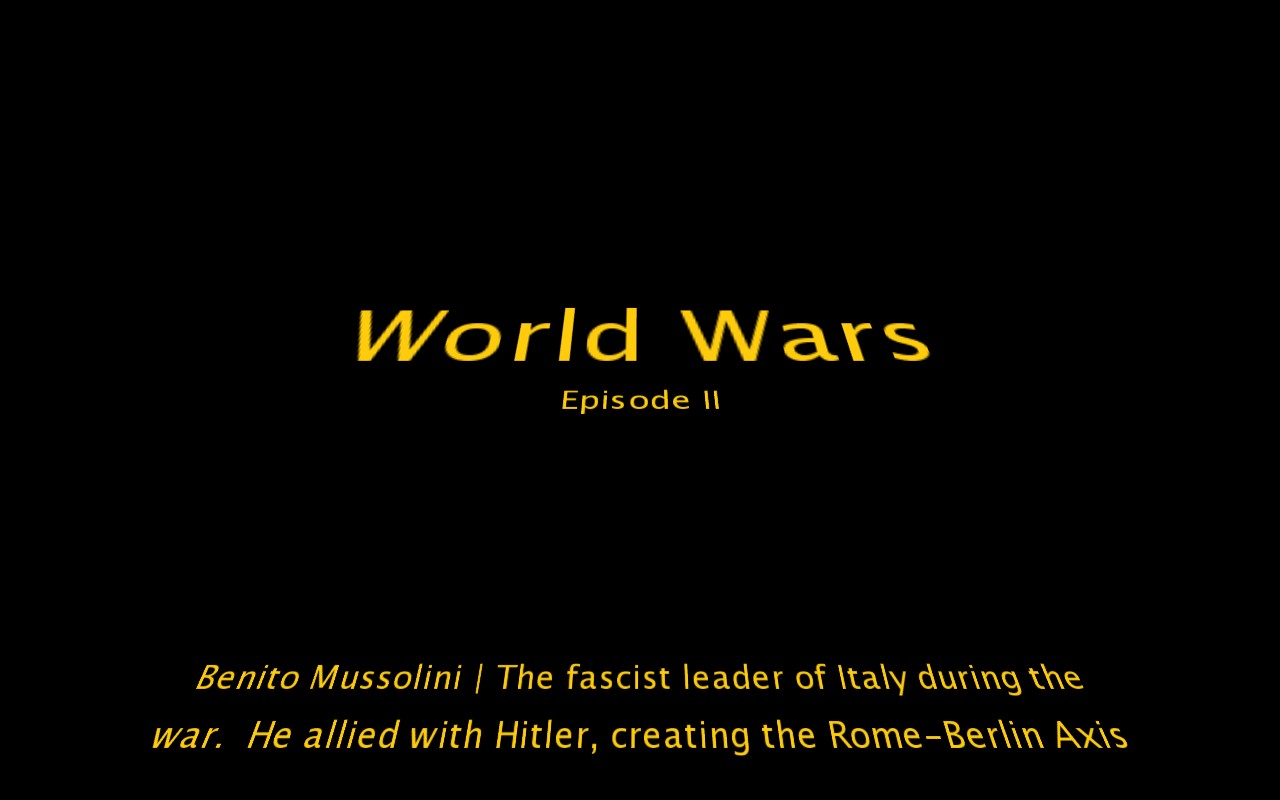 World Wars
Episode II
Benito Mussolini | The fascist leader of Italy during the
war.  He allied with Hitler, creating the Rome-Berlin Axis